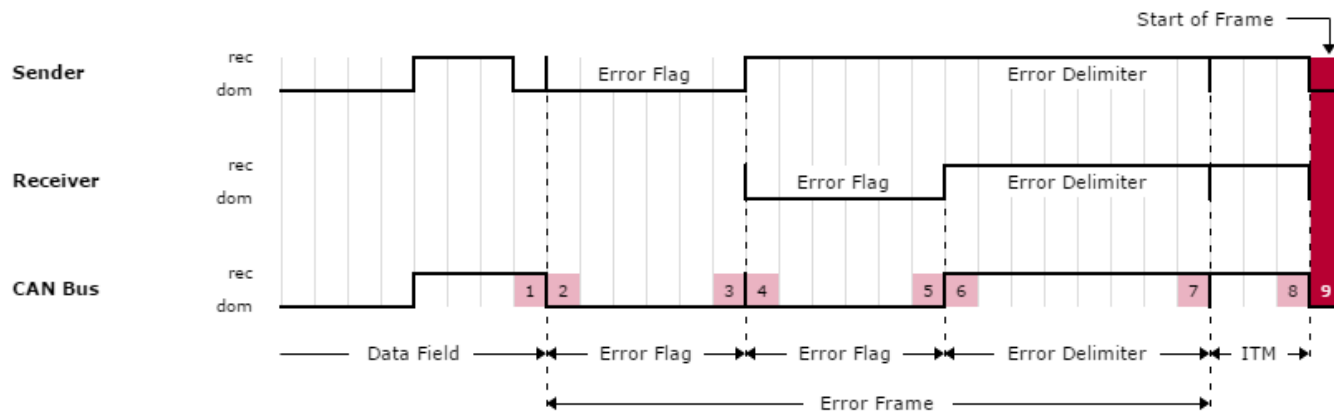 Start of Frame
Sender rec dom Error Flag Error Delimiter
Receiver rec dom Error Flag Error Delimiter
CAN Bus rec dom 1 2 3 4 5 6 7 8 9
Data Field Error Flag Error Flag Error Delimiter ITM
Error Frame